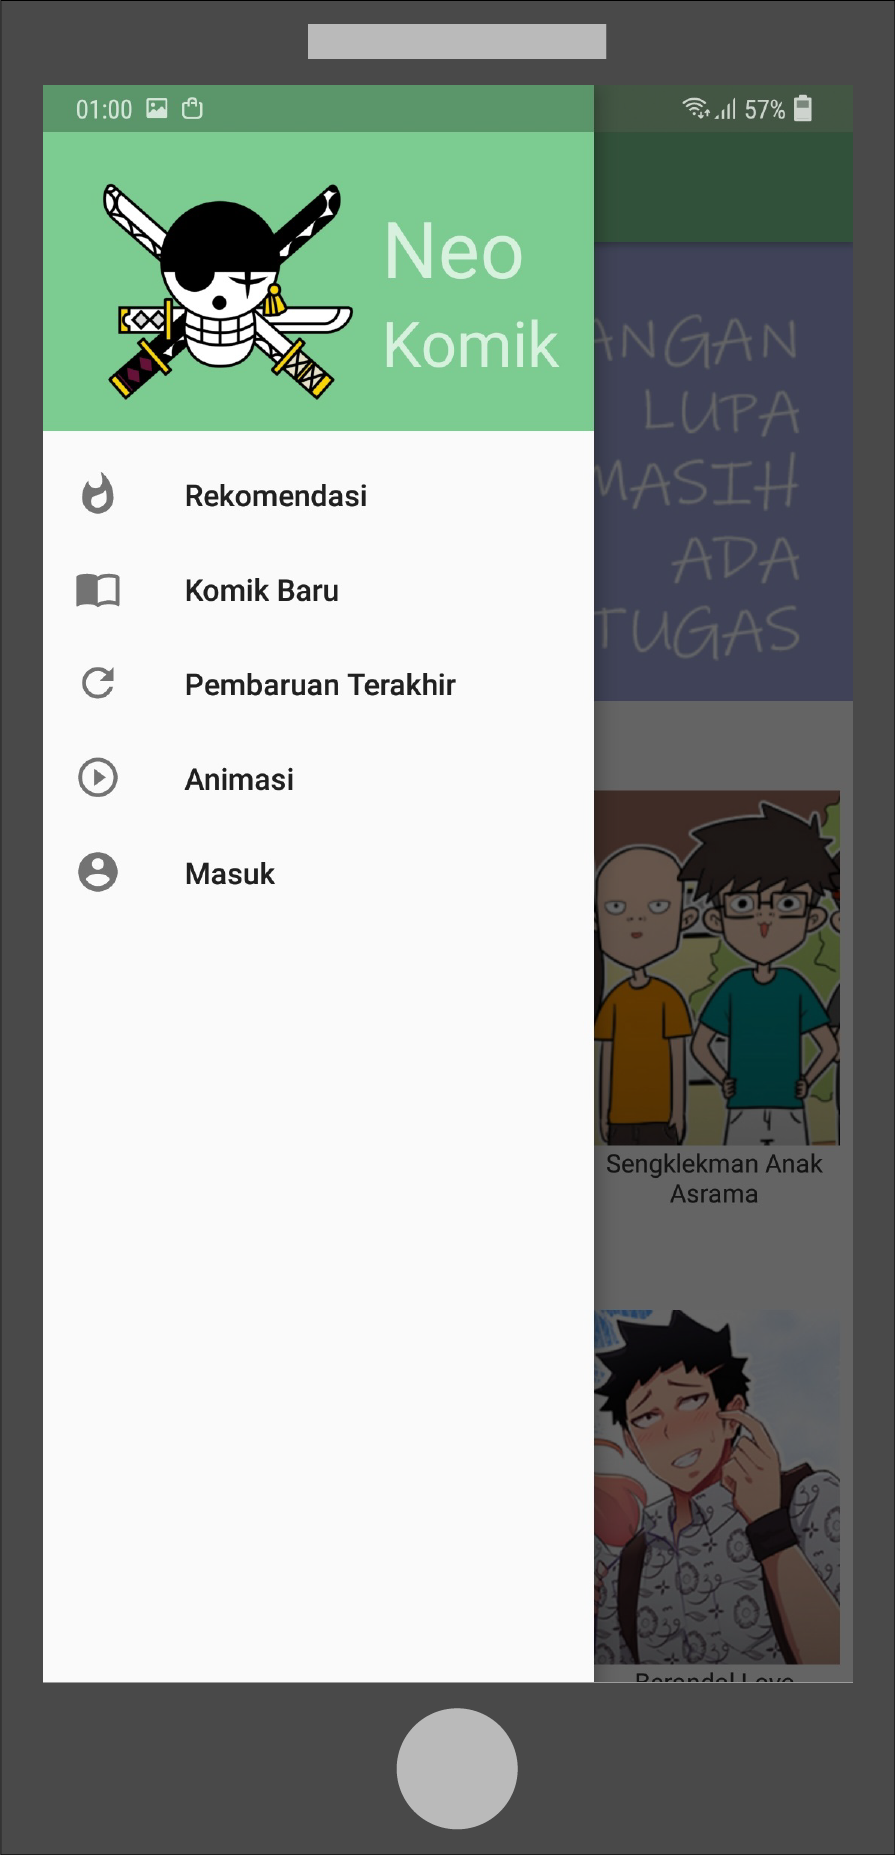 01:00
57%
Neo
Komik
Rekomendasi
Komik Baru
Pembaruan Terakhir
Animasi
Masuk
ANGAN
LUPA
MASIH
ADA
TUGAS
Sengklekman Anak
Asrama